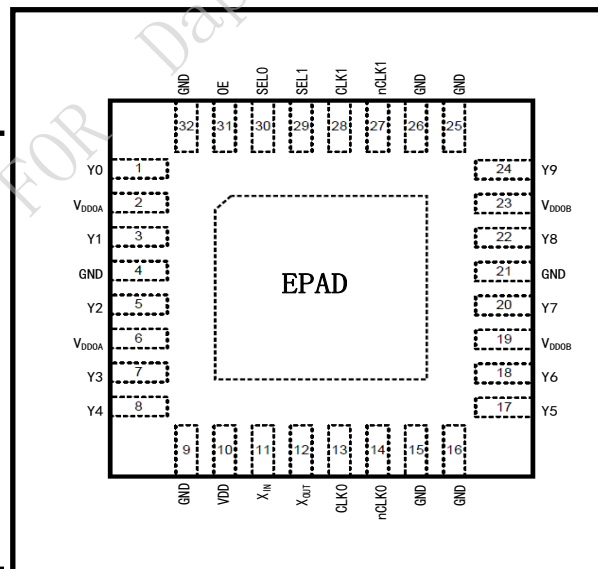 FOR Dap
GND OE SEL0 SEL1 CLK1 nCLK1 GND GND
32 31 30 29 28 27 26 25
Y0 1 24 Y9
VDDOA 2 23 VDDOB
Y1 3 22 Y8
GND 4 21 GND
EPAD
Y2 5 20 Y7
VDDOA 6 19 VDDOB
Y3 7 18 Y6
Y4 8 17 Y5
9 10 11 12 13 14 15 16
GND VDD XIN XOUT CLK0 nCLK0 GND GND